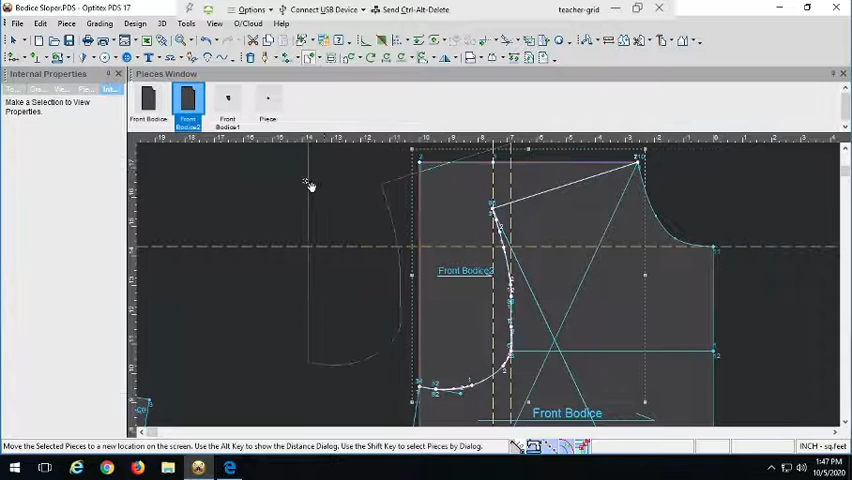 Bodice Sloper.PDS - Optitex PDS 17
Options
Connect USB Device
Send Ctrl-Alt-Delete
teacher-grid
File Edit Piece Grading Design 3D Tools View O/Cloud Help
Internal Properties
Pieces Window
Make a Selection to View
Properties.
Front Bodice
Front
Bodice2
Front
Bodice1
Piece
Front Bodice2
Front Bodice
Move the Selected Pieces to a new location on the screen. Use the Alt Key to show the Distance Dialog. Use the Shift Key to select Pieces by Dialog.
INCH - sq.feet
1:47 PM
10/5/2020